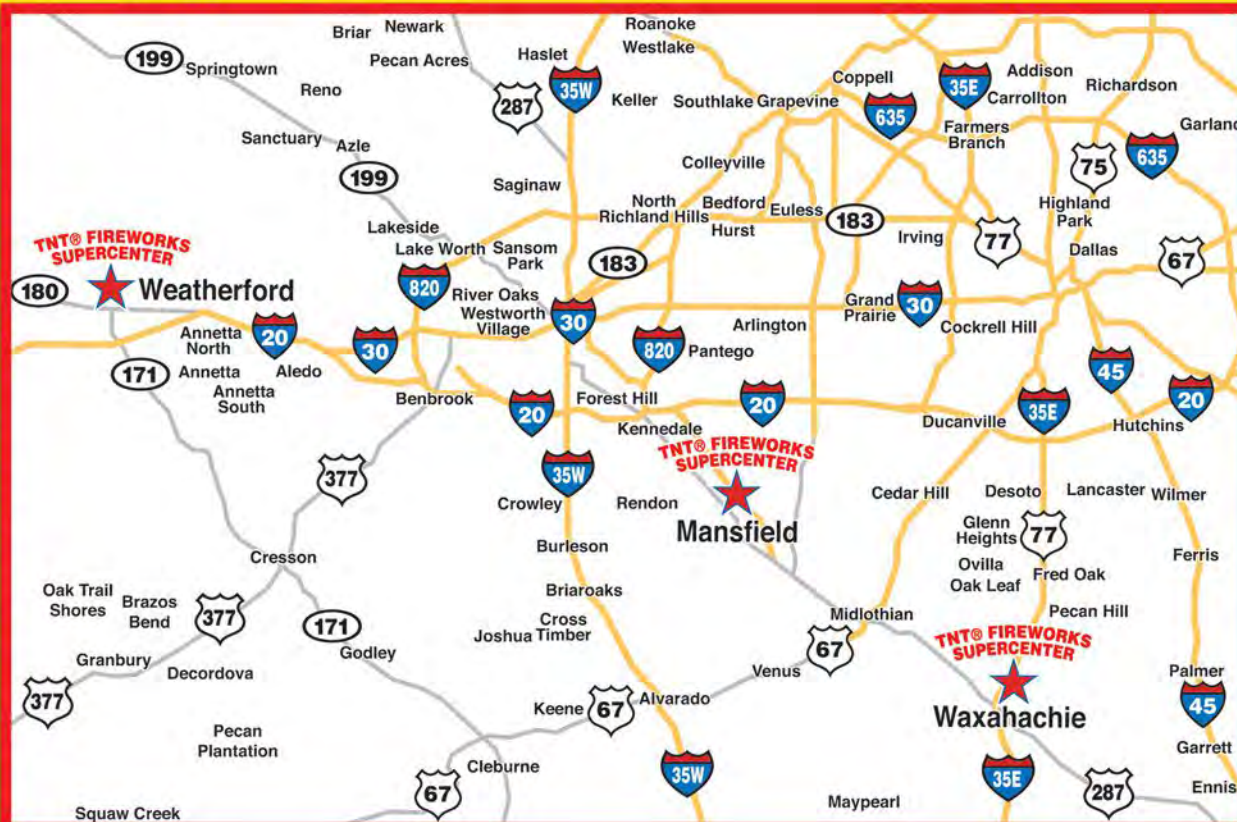 Roanoke
Newark
Briar
Westlake
Haslet
Pecan Acres
199
Springtown
Addison
Coppell
35E
Richardson
35W
Reno
287
Keller
Southlake
Grapevine
635
Carrollton
Farmers
Branch
Garland
Sanctuary
Azle
199
Colleyville
75
635
Saginaw
North
Richland Hills
Bedford
Euless
Hurst
183
Highland
Park
Lakeside
Lake Worth
Sansom
Park
183
Irving
77
Dallas
67
TNT® FIREWORKS
SUPERCENTER
180
Weatherford
820
River Oaks
Westworth
Village
30
Grand
Prairie
30
Annetta
North
20
30
Arlington
Cockrell Hill
820
Pantego
171
Annetta
Aledo
Annetta
South
45
Benbrook
20
Forest Hill
20
35E
20
Kennedale
Ducanville
Hutchins
TNT® FIREWORKS
SUPERCENTER
377
35W
Crowley
Rendon
Mansfield
Cedar Hill
Desoto
Lancaster
Wilmer
Glenn
Heights
77
Burleson
Cresson
Ovilla
Oak Leaf
Fred Oak
Ferris
Oak Trail
Shores
Brazos
Bend
Briaroaks
377
171
Cross
Timber
Joshua
Midlothian
Pecan Hill
67
TNT® FIREWORKS
SUPERCENTER
Granbury
Decordova
Godley
Venus
Palmer
377
Keene
67
Alvarado
Waxahachie
45
Pecan
Plantation
Cleburne
35W
35E
Garrett
67
287
Ennis
Maypearl
Squaw Creek